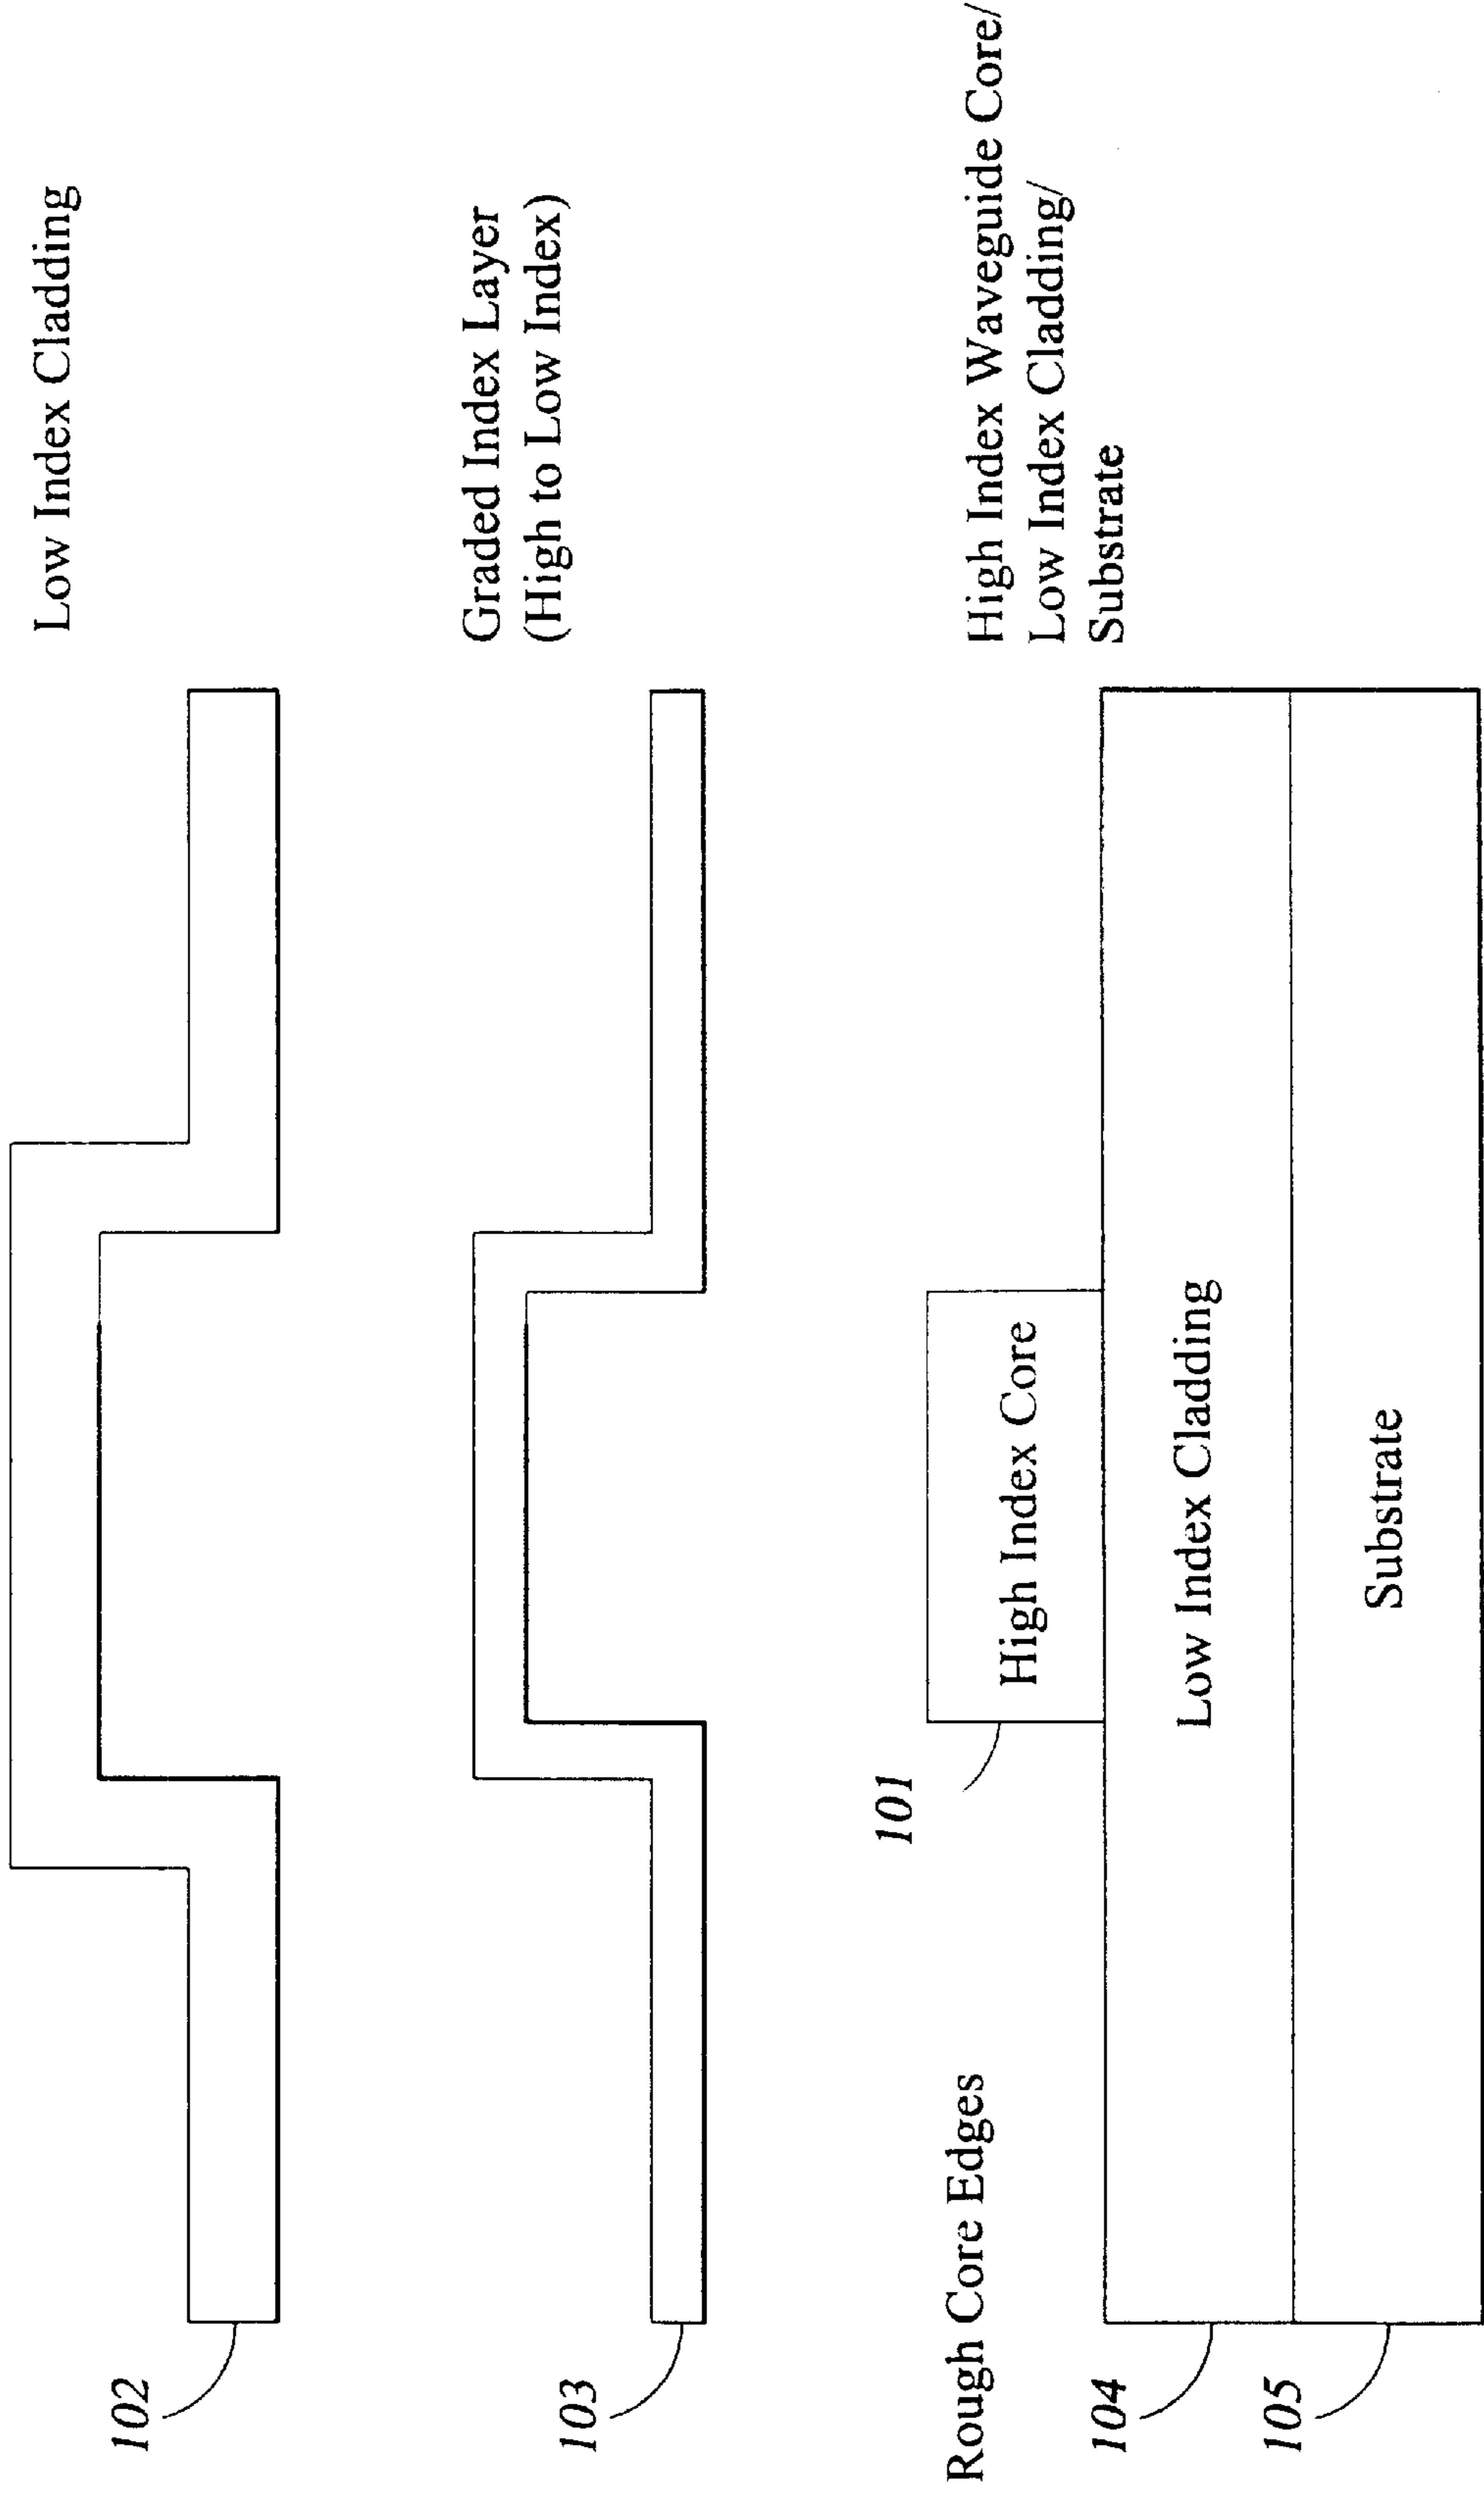 Low Index Cladding
102
Graded Index Layer
(High to Low Index)
103
High Index Waveguide Core/
Low Index Cladding/
Substrate
101
High Index Core
Rough Core Edges
Low Index Cladding
104
Substrate
105